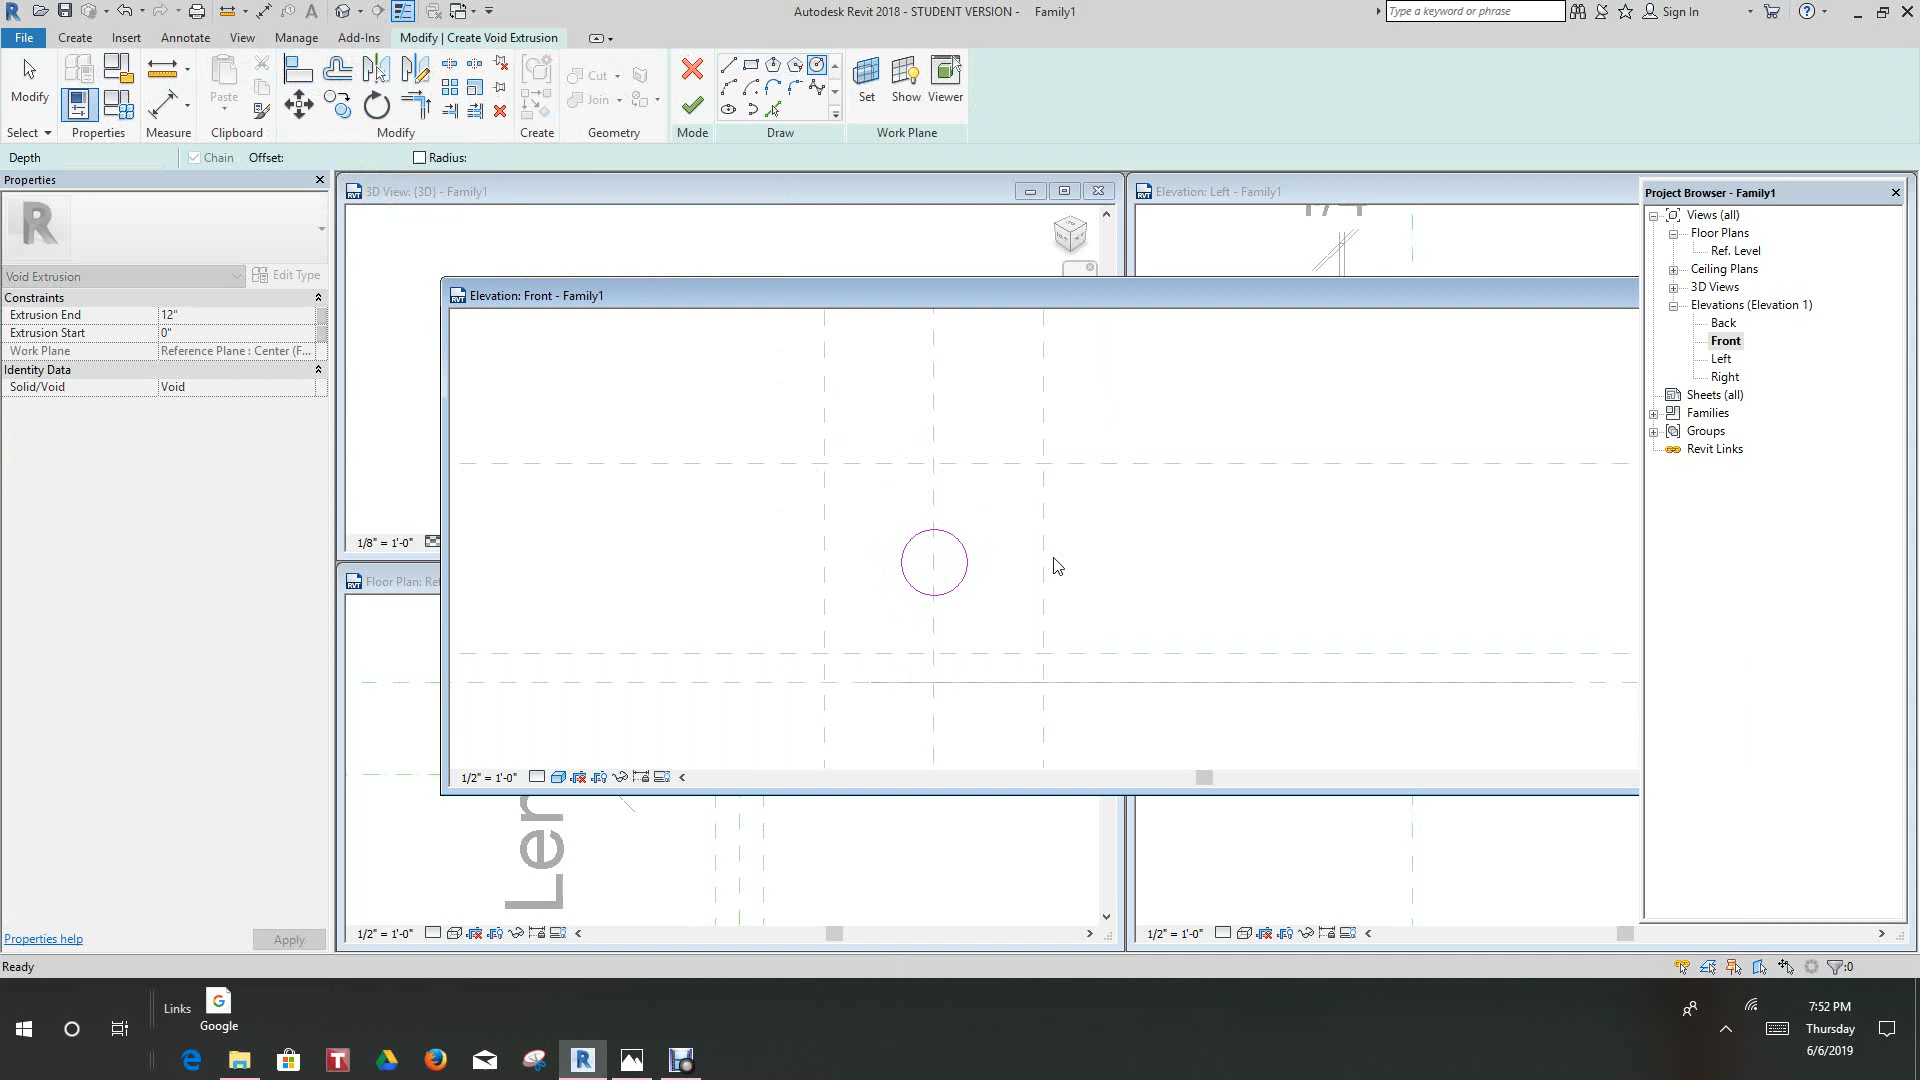 Autodesk Revit 2018 - STUDENT VERSION - Family1
Type a keyword or phrase
Sign In
File Create Insert Annotate View Manage Add-Ins Modify | Create Void Extrusion
Modify
Paste
Cut
Join
Set Show Viewer
Select Properties Measure Clipboard Modify Create Geometry Mode Draw Work Plane
Depth Chain Offset: Radius:
Properties
Void Extrusion Edit Type
Constraints
Extrusion End 12"
Extrusion Start 0"
Work Plane Reference Plane : Center (F...
Identity Data
Solid/Void Void
Properties help
Apply
3D View: {3D} - Family1
1/8" = 1'-0"
Elevation: Left - Family1
Elevation: Front - Family1
1/2" = 1'-0"
Floor Plan: Re
Len
1/2" = 1'-0"
1/2" = 1'-0"
Project Browser - Family1
Views (all)
Floor Plans
Ref. Level
Ceiling Plans
3D Views
Elevations (Elevation 1)
Back
Front
Left
Right
Sheets (all)
Families
Groups
Revit Links
Ready
:0
Links
Google
7:52 PM
Thursday
6/6/2019